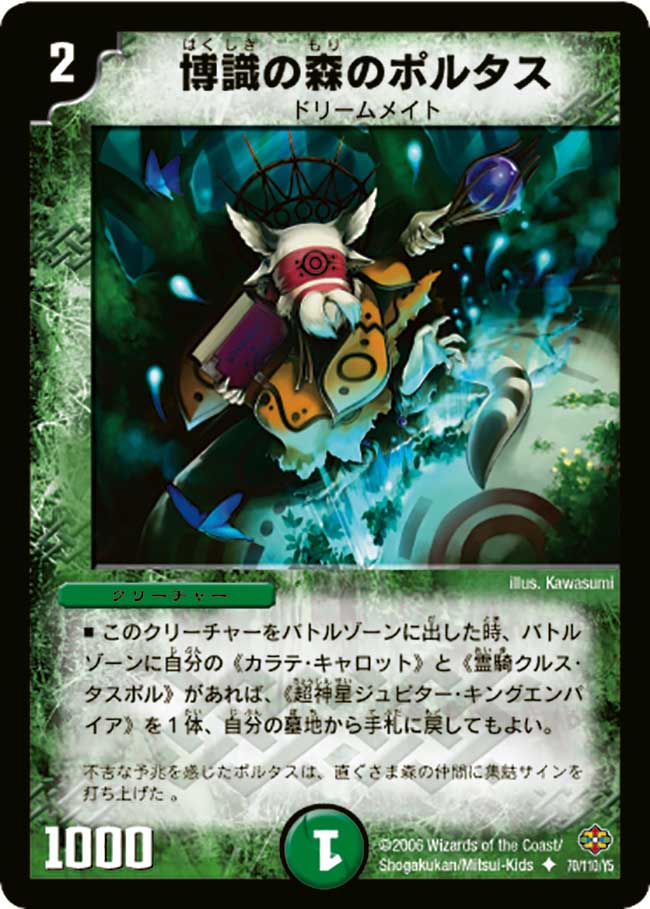 2
はくしき もり
博識の森のポルタス
ドリームメイト
illus. Kawasumi
クリーチャー
■ このクリーチャーをバトルゾーンに出した時、バトル
ゾーンに自分の《カラテ・キャロット》と《霊騎クルス・
タスポル》があれば、《超神星ジュピター・キングエンパ
イア》を1体、自分の墓地から手札に戻してもよい。
不吉な予兆を感じたポルタスは、直ぐさま森の仲間に集結サインを
打ち上げた。
1000
1
©2006 Wizards of the Coast/
Shogakukan/Mitsui-Kids ♦ 70/110/Y5